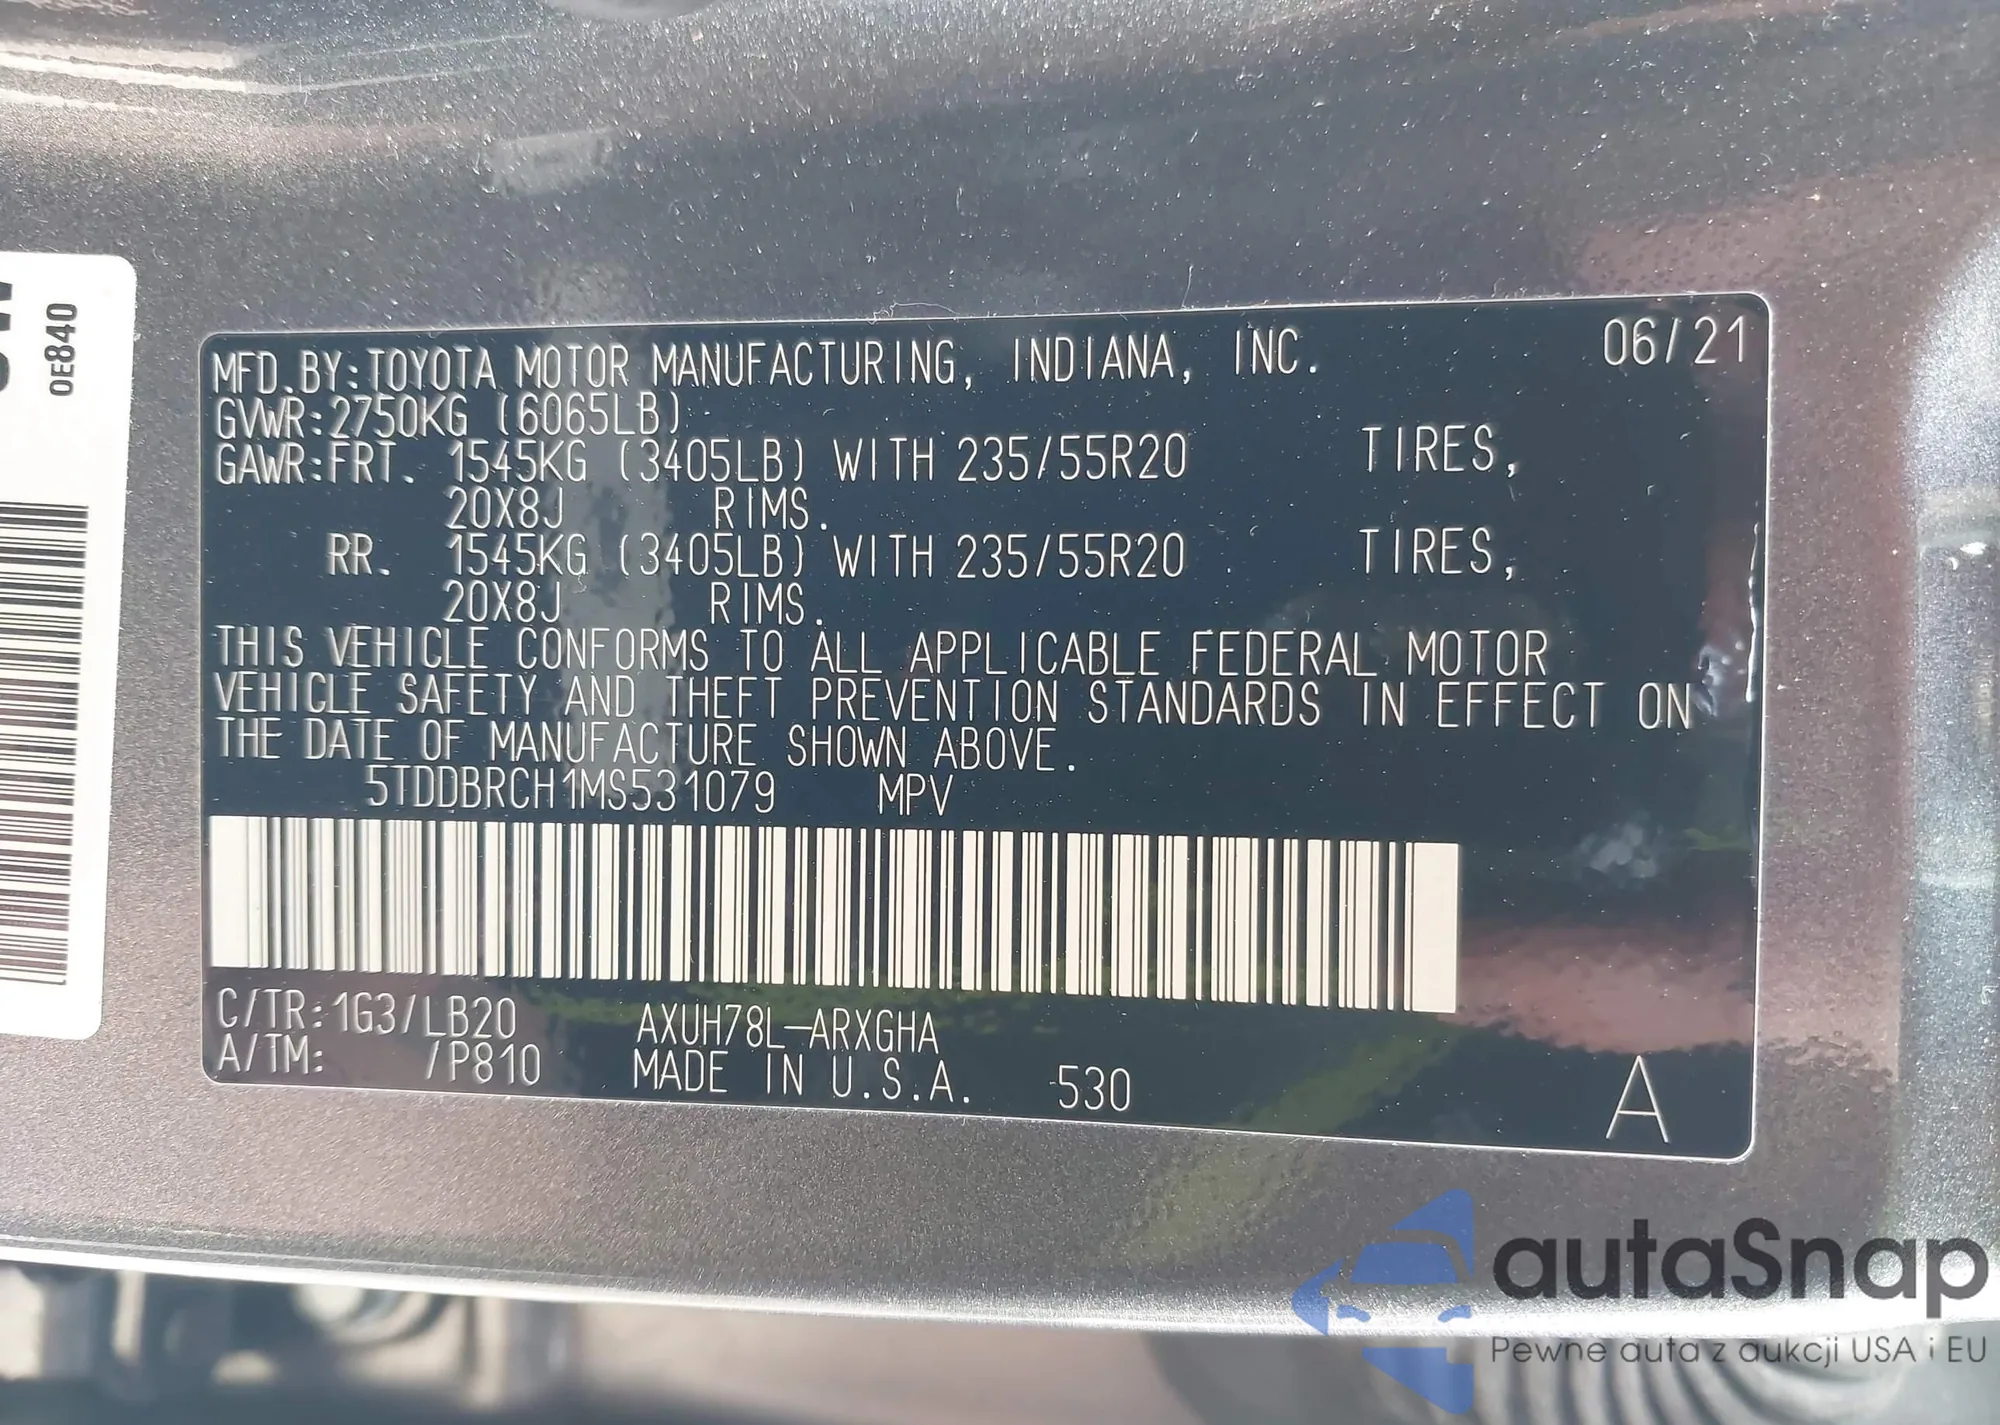 0E840
MFD.BY:TOYOTA MOTOR MANUFACTURING, INDIANA, INC. 06/21
GVWR:2750KG (6065LB)
GAWR:FRT. 1545KG (3405LB) WITH 235/55R20 TIRES,
20X8J RIMS.
RR. 1545KG (3405LB) WITH 235/55R20 TIRES,
20X8J RIMS.
THIS VEHICLE CONFORMS TO ALL APPLICABLE FEDERAL MOTOR
VEHICLE SAFETY AND THEFT PREVENTION STANDARDS IN EFFECT ON
THE DATE OF MANUFACTURE SHOWN ABOVE.
5TDDBRCH1MS531079 MPV
C/TR:1G3/LB20 AXUH78L-ARXGHA
A/TM: /P810 MADE IN U.S.A. 530 A
autaSnap
Pewne auta z aukcji USA i EU